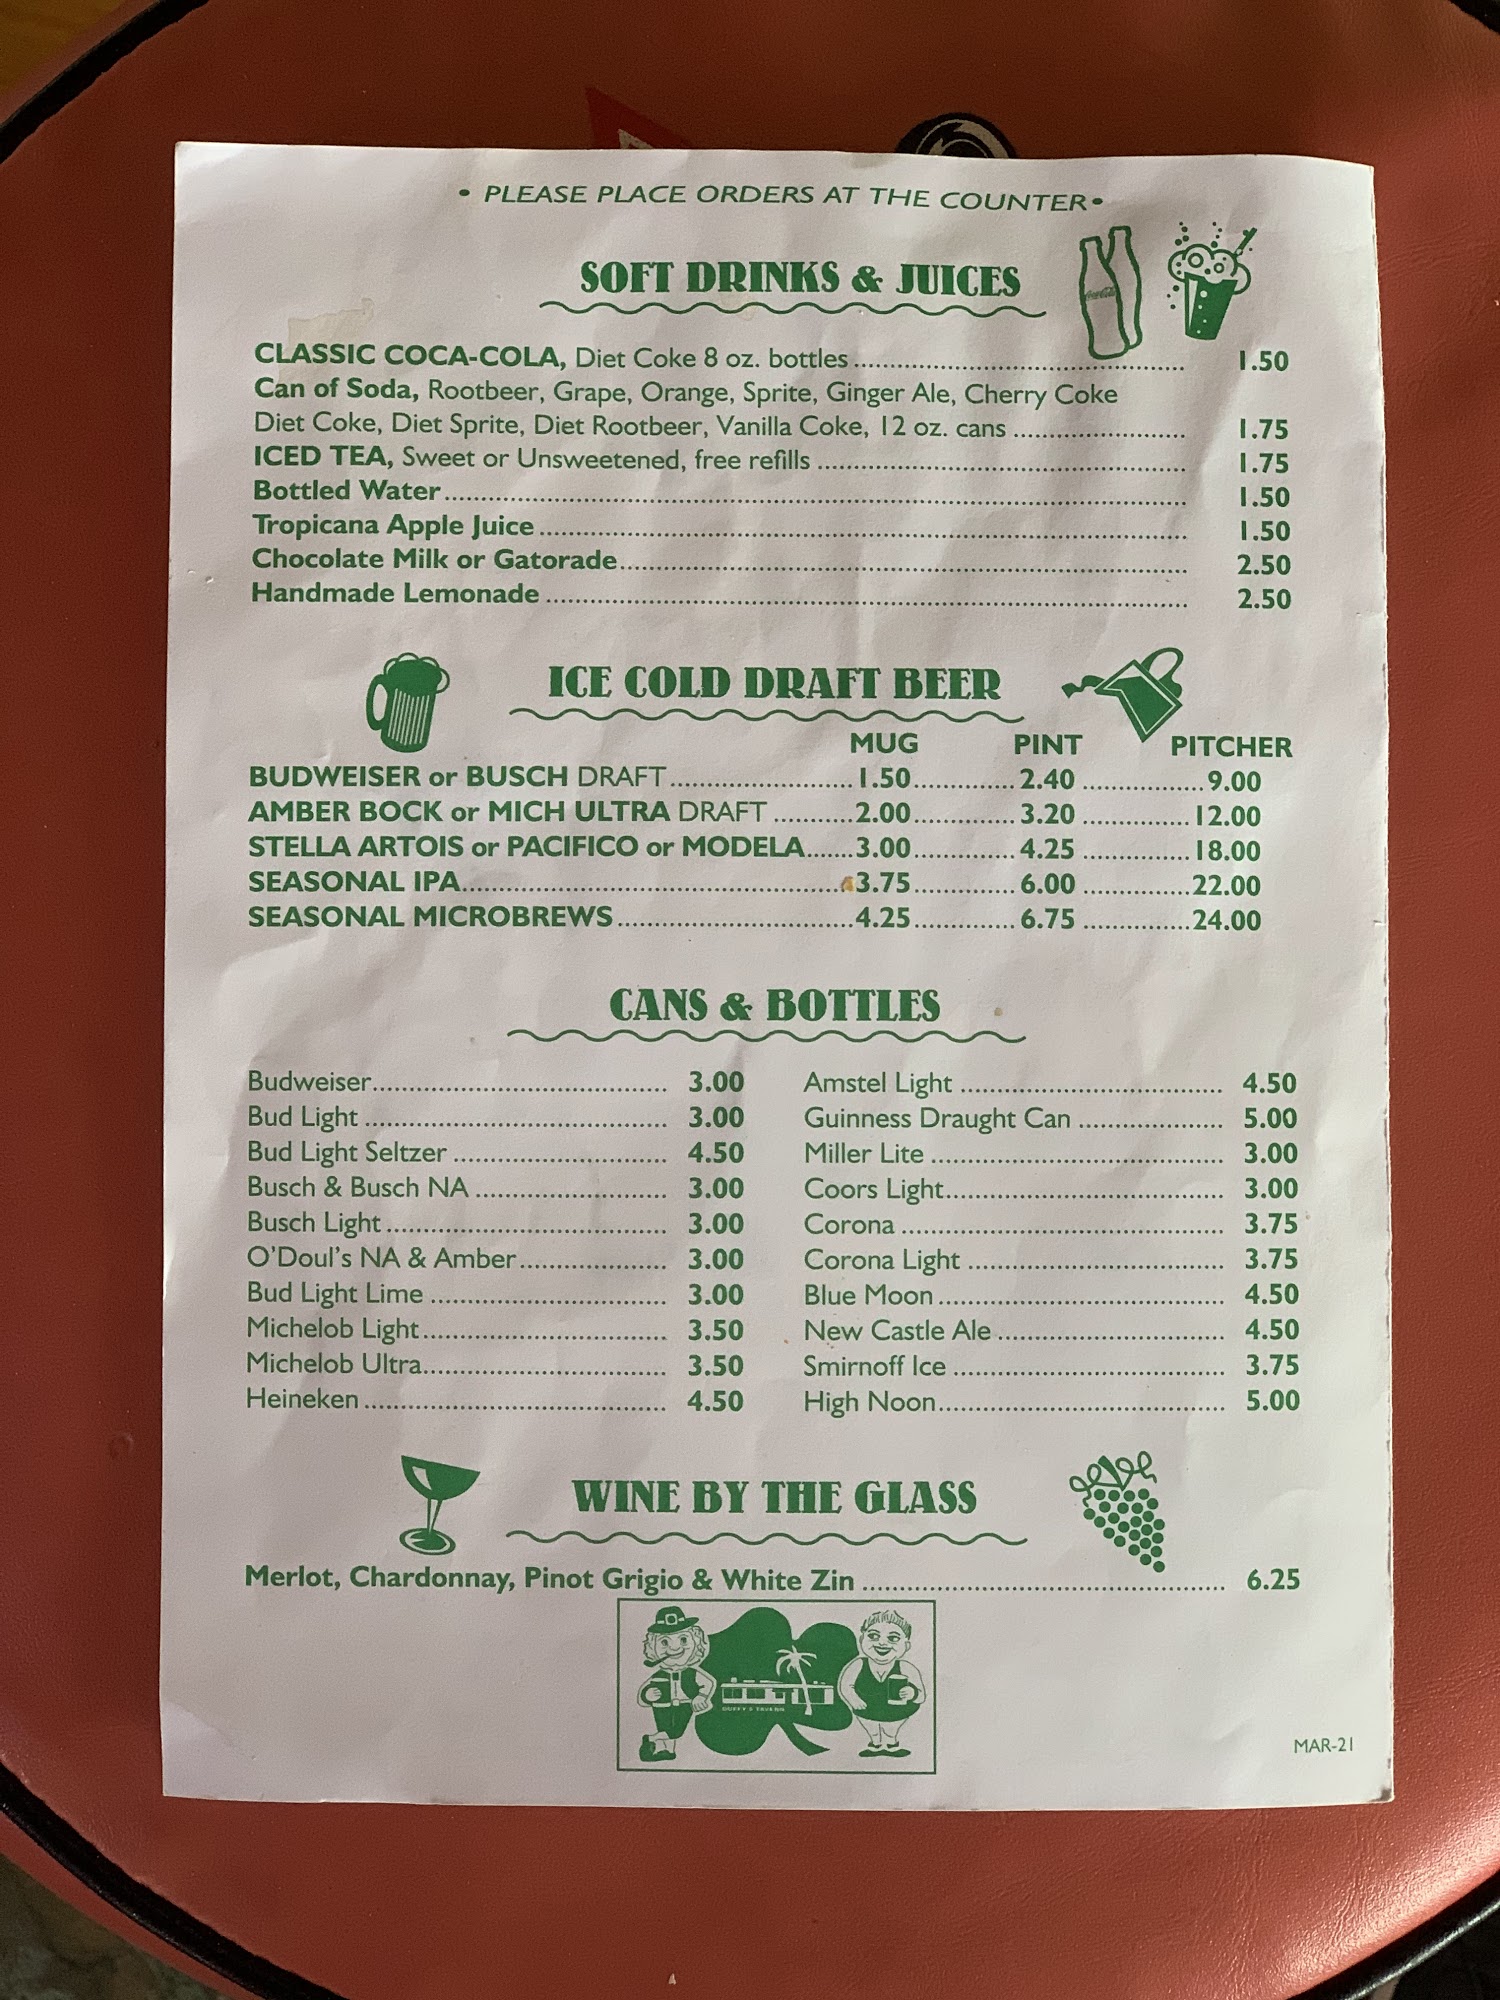 • PLEASE PLACE ORDERS AT THE COUNTER •
SOFT DRINKS & JUICES
Coca-Cola
CLASSIC COCA-COLA, Diet Coke 8 oz. bottles 1.50
Can of Soda, Rootbeer, Grape, Orange, Sprite, Ginger Ale, Cherry Coke
Diet Coke, Diet Sprite, Diet Rootbeer, Vanilla Coke, 12 oz. cans 1.75
ICED TEA, Sweet or Unsweetened, free refills 1.75
Bottled Water 1.50
Tropicana Apple Juice 1.50
Chocolate Milk or Gatorade 2.50
Handmade Lemonade 2.50
ICE COLD DRAFT BEER
MUG PINT PITCHER
BUDWEISER or BUSCH DRAFT 1.50 2.40 9.00
AMBER BOCK or MICH ULTRA DRAFT 2.00 3.20 12.00
STELLA ARTOIS or PACIFICO or MODELA 3.00 4.25 18.00
SEASONAL IPA 3.75 6.00 22.00
SEASONAL MICROBREWS 4.25 6.75 24.00
CANS & BOTTLES
Budweiser 3.00
Bud Light 3.00
Bud Light Seltzer 4.50
Busch & Busch NA 3.00
Busch Light 3.00
O'Doul's NA & Amber 3.00
Bud Light Lime 3.00
Michelob Light 3.50
Michelob Ultra 3.50
Heineken 4.50
Amstel Light 4.50
Guinness Draught Can 5.00
Miller Lite 3.00
Coors Light 3.00
Corona 3.75
Corona Light 3.75
Blue Moon 4.50
New Castle Ale 4.50
Smirnoff Ice 3.75
High Noon 5.00
WINE BY THE GLASS
Merlot, Chardonnay, Pinot Grigio & White Zin 6.25
DUFFY'S TAVERN
MAR-21